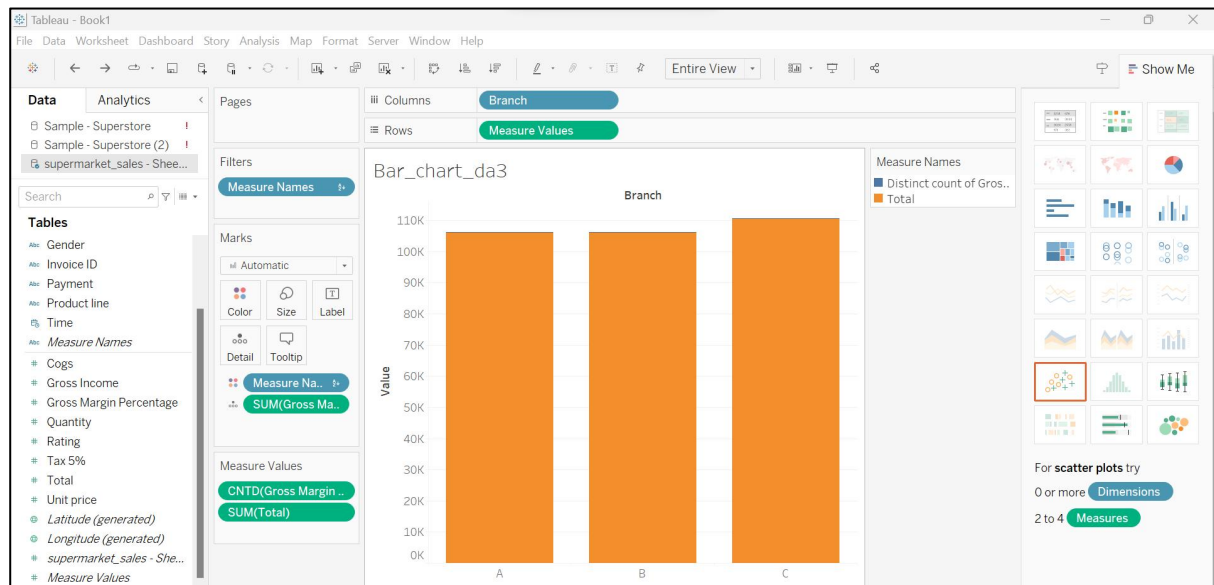 Tableau - Book1
File Data Worksheet Dashboard Story Analysis Map Format Server Window Help
Entire View
Show Me
Data Analytics
Sample - Superstore !
Sample - Superstore (2) !
supermarket_sales - Shee...
Search
Tables
Abc Gender
Abc Invoice ID
Abc Payment
Abc Product line
Time
Abc Measure Names
# Cogs
# Gross Income
# Gross Margin Percentage
# Quantity
# Rating
# Tax 5%
# Total
# Unit price
Latitude (generated)
Longitude (generated)
# supermarket_sales - She...
# Measure Values
Pages
Filters
Measure Names
Marks
Automatic
Color Size Label
Detail Tooltip
Measure Na..
SUM(Gross Ma..
Measure Values
CNTD(Gross Margin ..
SUM(Total)
Columns Branch
Rows Measure Values
Bar_chart_da3
Branch
110K
100K
90K
80K
70K
60K
50K
40K
30K
20K
10K
0K
Value
A B C
Measure Names
Distinct count of Gros..
Total
For scatter plots try
0 or more Dimensions
2 to 4 Measures